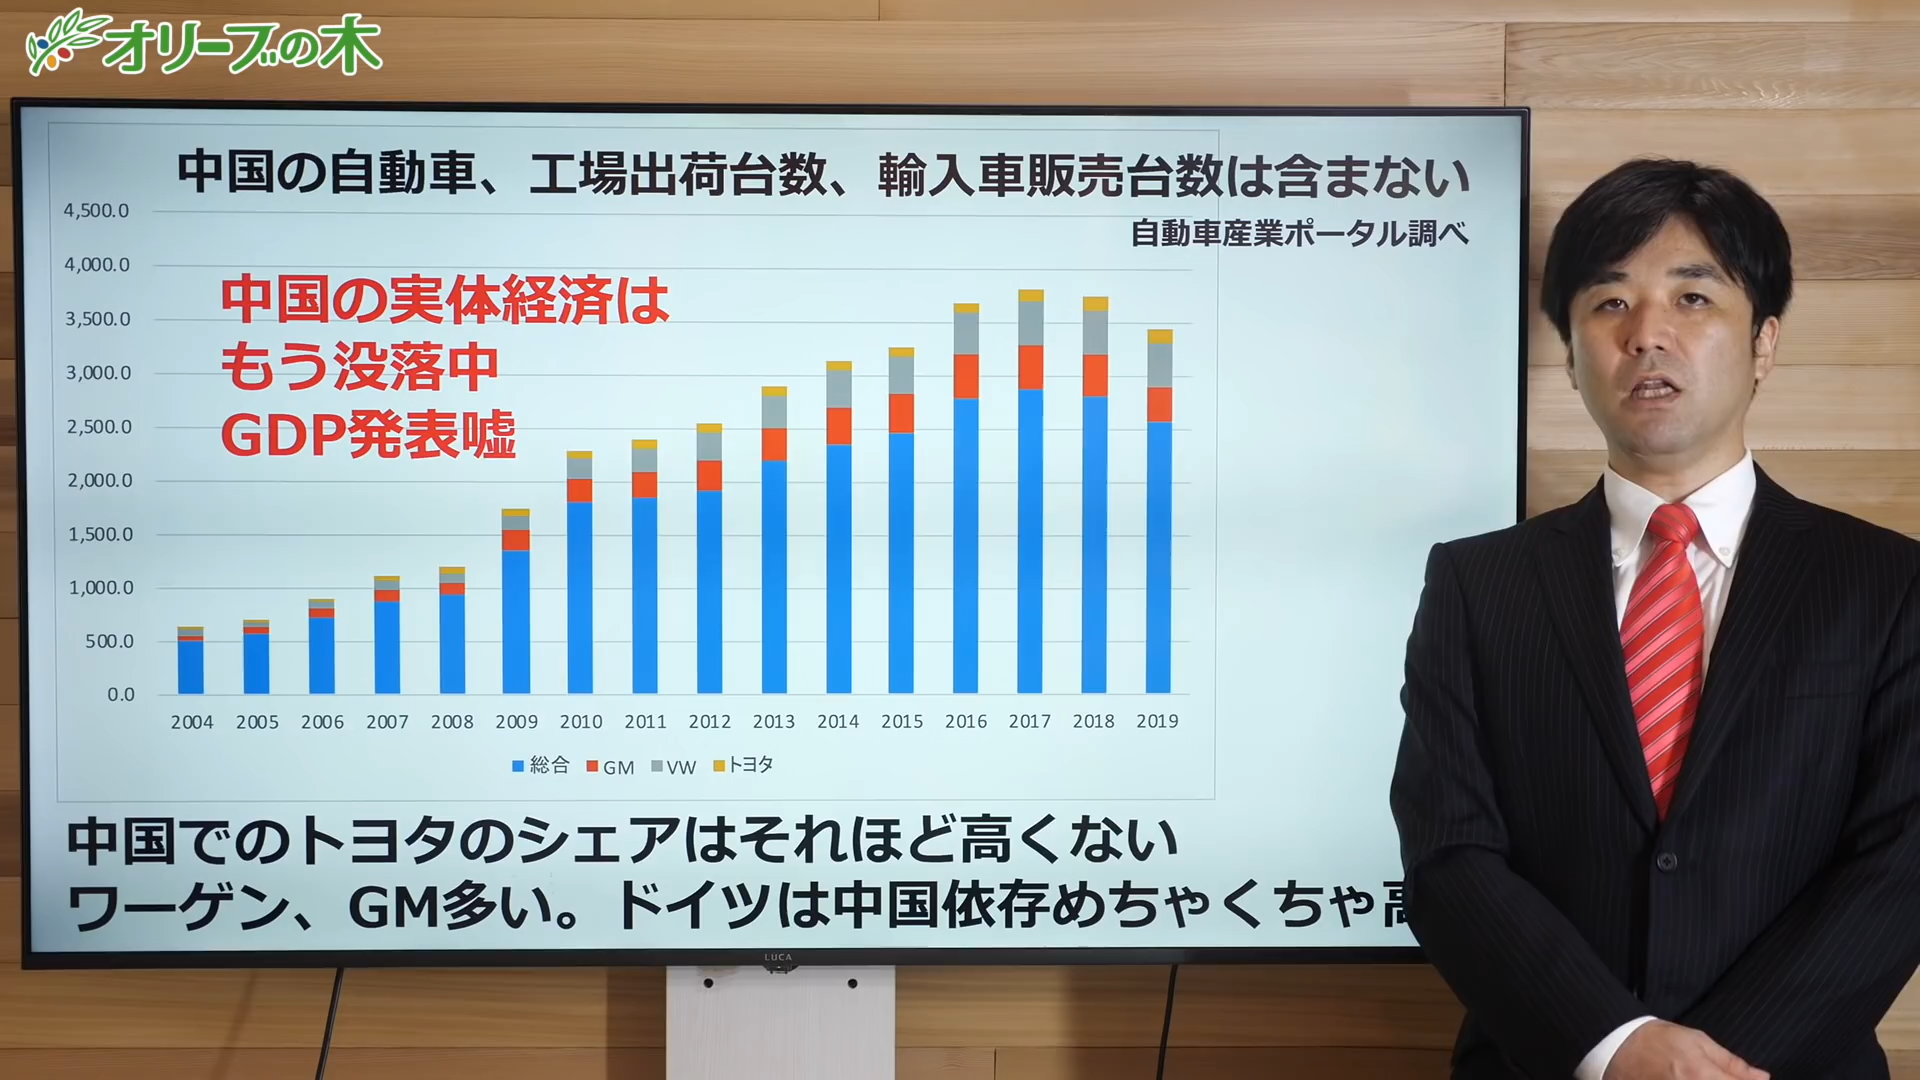 オリーブの木
中国の自動車、工場出荷台数、輸入車販売台数は含まない
自動車産業ポータル調べ
中国の実体経済は
もう没落中
GDP発表嘘
4,500.0
4,000.0
3,500.0
3,000.0
2,500.0
2,000.0
1,500.0
1,000.0
500.0
0.0
2004 2005 2006 2007 2008 2009 2010 2011 2012 2013 2014 2015 2016 2017 2018 2019
総合 GM VW トヨタ
中国でのトヨタのシェアはそれほど高くない
ワーゲン、GM多い。ドイツは中国依存めちゃくちゃ高
LUCA